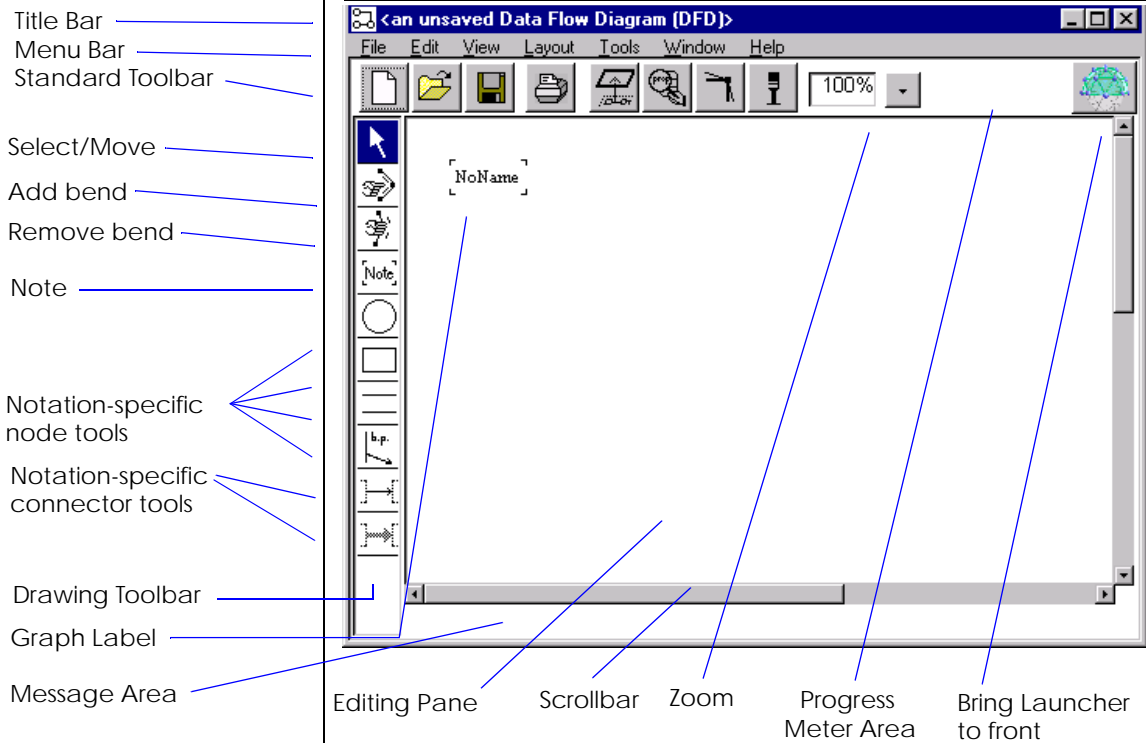 Title Bar
Menu Bar
Standard Toolbar
Select/Move
Add bend
Remove bend
Note
Notation-specific
node tools
Notation-specific
connector tools
Drawing Toolbar
Graph Label
Message Area
<an unsaved Data Flow Diagram (DFD)>
File Edit View Layout Tools Window Help
100%
NoName
Note
b.p.
Editing Pane
Scrollbar
Zoom
Progress
Meter Area
Bring Launcher
to front